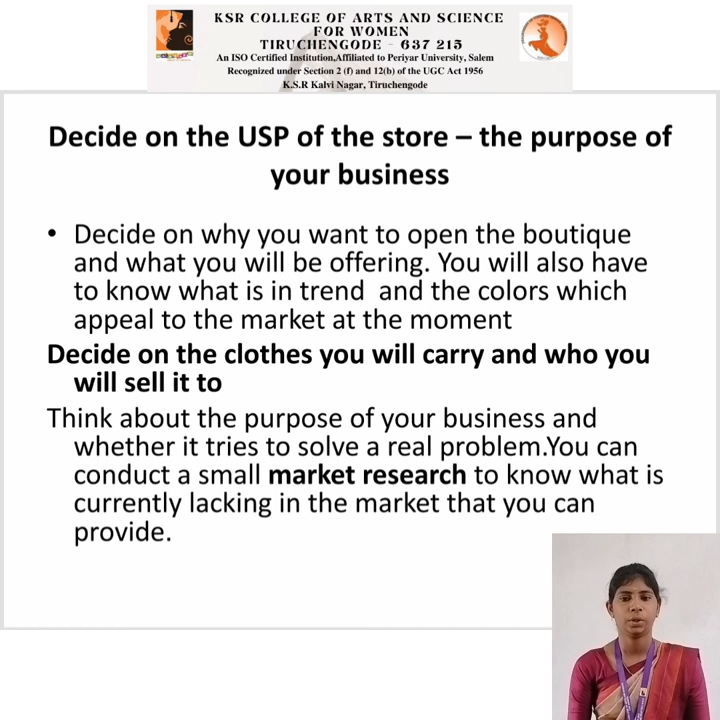 KSR COLLEGE OF ARTS AND SCIENCE
FOR WOMEN
TIRUCHENGODE - 637 215
An ISO Certified Institution,Affiliated to Periyar University, Salem
Recognized under Section 2 (f) and 12(b) of the UGC Act 1956
K.S.R Kalvi Nagar, Tiruchengode
Decide on the USP of the store – the purpose of
your business
• Decide on why you want to open the boutique
and what you will be offering. You will also have
to know what is in trend and the colors which
appeal to the market at the moment
Decide on the clothes you will carry and who you
will sell it to
Think about the purpose of your business and
whether it tries to solve a real problem.You can
conduct a small market research to know what is
currently lacking in the market that you can
provide.